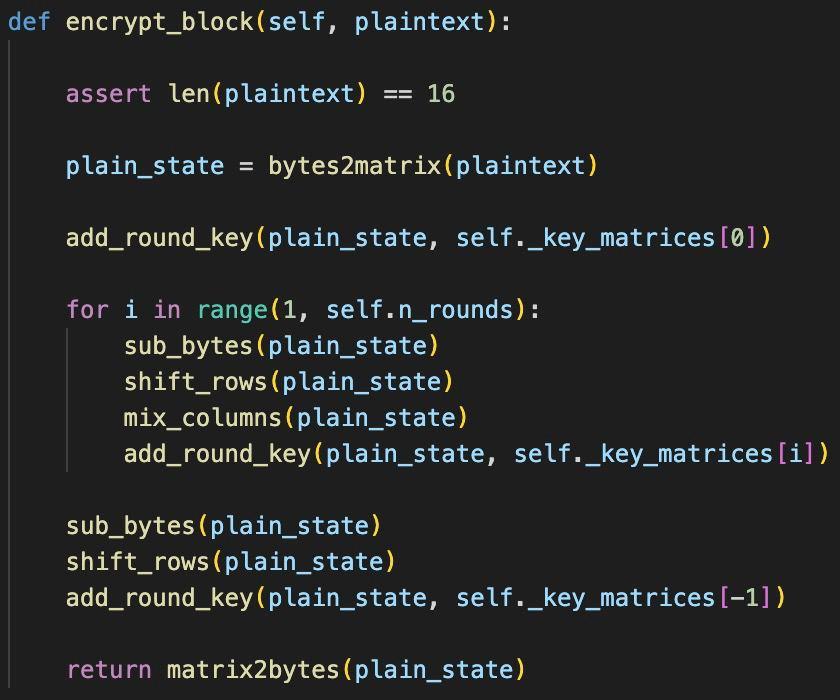 def encrypt_block(self, plaintext):
    assert len(plaintext) == 16
    plain_state = bytes2matrix(plaintext)
    add_round_key(plain_state, self._key_matrices[0])
    for i in range(1, self.n_rounds):
        sub_bytes(plain_state)
        shift_rows(plain_state)
        mix_columns(plain_state)
        add_round_key(plain_state, self._key_matrices[i])
    sub_bytes(plain_state)
    shift_rows(plain_state)
    add_round_key(plain_state, self._key_matrices[-1])
    return matrix2bytes(plain_state)